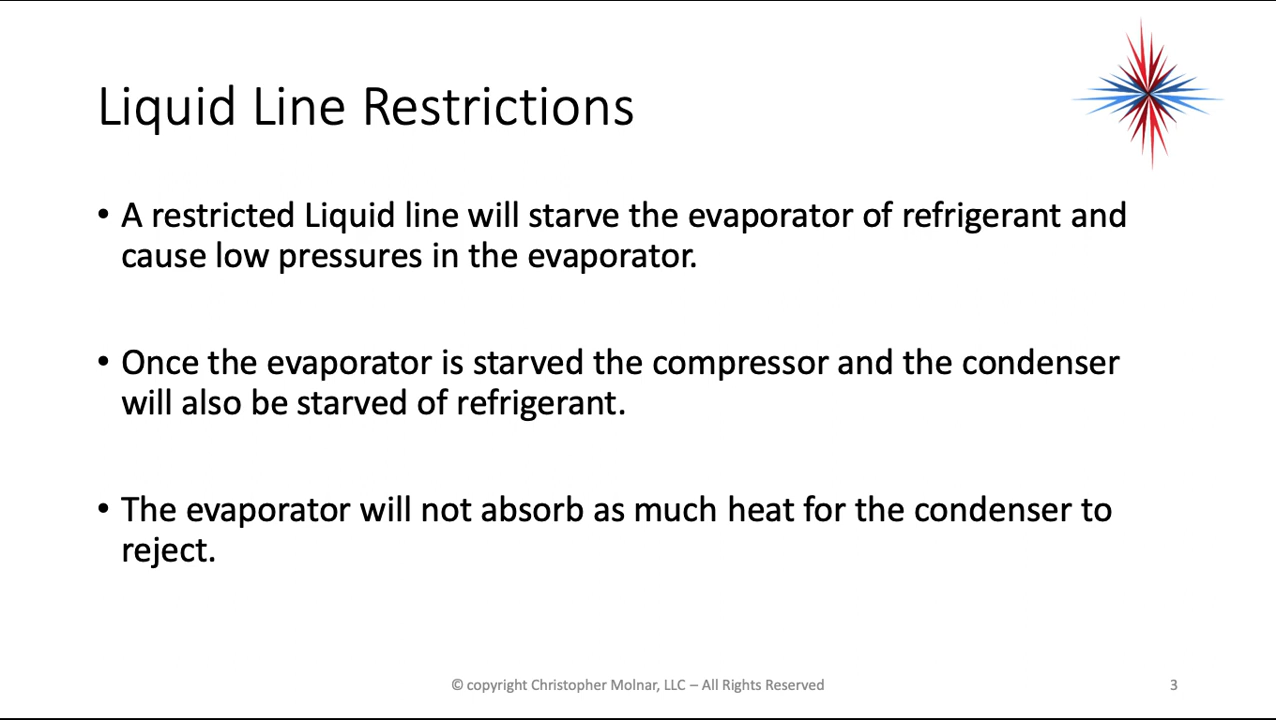 Liquid Line Restrictions
• A restricted Liquid line will starve the evaporator of refrigerant and
cause low pressures in the evaporator.
• Once the evaporator is starved the compressor and the condenser
will also be starved of refrigerant.
• The evaporator will not absorb as much heat for the condenser to
reject.
© copyright Christopher Molnar, LLC – All Rights Reserved
3